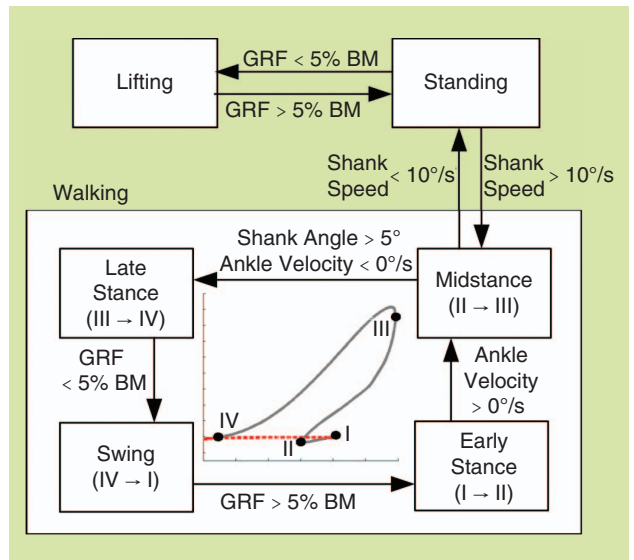 GRF < 5% BM
Lifting
Standing
GRF > 5% BM
Shank
Speed < 10°/s
Shank
Speed > 10°/s
Walking
Shank Angle > 5°
Ankle Velocity < 0°/s
Late
Stance
(III → IV)
Midstance
(II → III)
III
GRF
< 5% BM
Ankle
Velocity
> 0°/s
IV
I
II
Swing
(IV → I)
Early
Stance
(I → II)
GRF > 5% BM